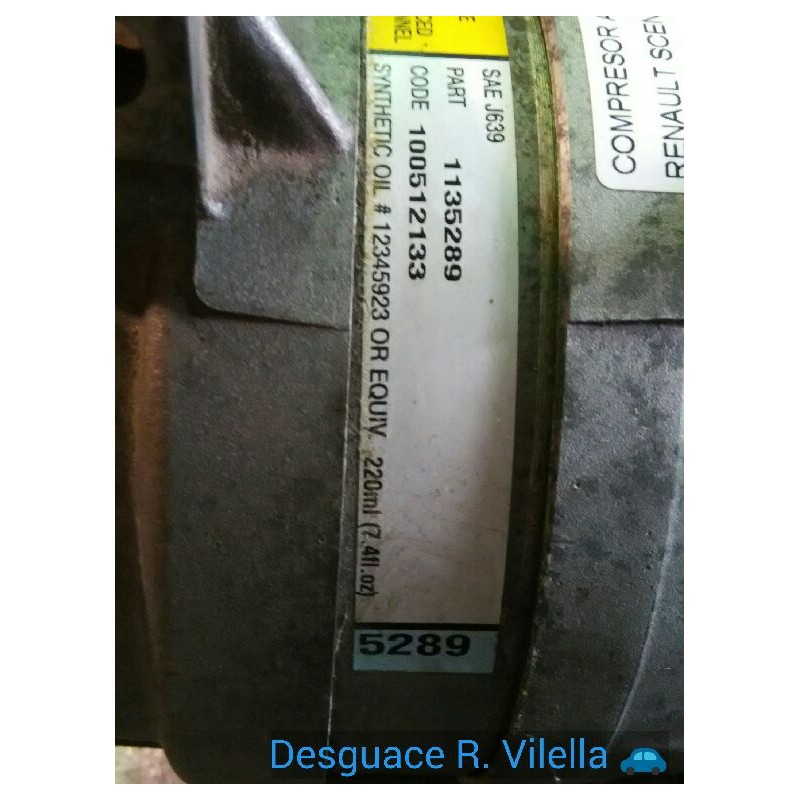 SAE J639
PART 1135289
CODE 100512133
SYNTHETIC OIL # 12345923 OR EQUIV. 220ml (7.4fl.oz)
5289
COMPRESOR
RENAULT
Desguace R. Vilella